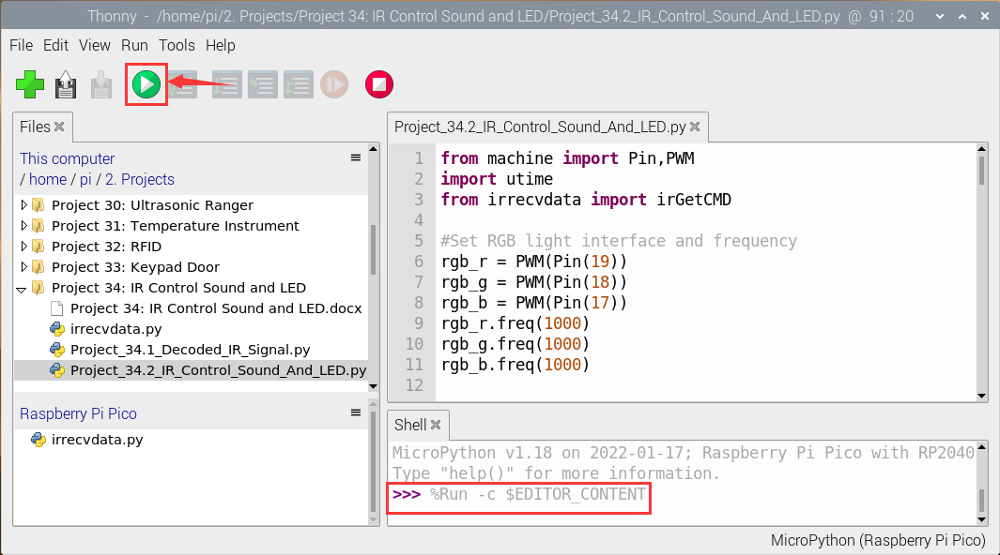 Thonny - /home/pi/2. Projects/Project 34: IR Control Sound and LED/Project_34.2_IR_Control_Sound_And_LED.py @ 91 : 20
File Edit View Run Tools Help
Files
This computer
/ home / pi / 2. Projects
Project 30: Ultrasonic Ranger
Project 31: Temperature Instrument
Project 32: RFID
Project 33: Keypad Door
Project 34: IR Control Sound and LED
Project 34: IR Control Sound and LED.docx
irrecvdata.py
Project_34.1_Decoded_IR_Signal.py
Project_34.2_IR_Control_Sound_And_LED.py
Raspberry Pi Pico
irrecvdata.py
Project_34.2_IR_Control_Sound_And_LED.py
1 from machine import Pin,PWM
2 import utime
3 from irrecvdata import irGetCMD
4
5 #Set RGB light interface and frequency
6 rgb_r = PWM(Pin(19))
7 rgb_g = PWM(Pin(18))
8 rgb_b = PWM(Pin(17))
9 rgb_r.freq(1000)
10 rgb_g.freq(1000)
11 rgb_b.freq(1000)
12
Shell
MicroPython v1.18 on 2022-01-17; Raspberry Pi Pico with RP2040
Type "help()" for more information.
>>> %Run -c $EDITOR_CONTENT
MicroPython (Raspberry Pi Pico)